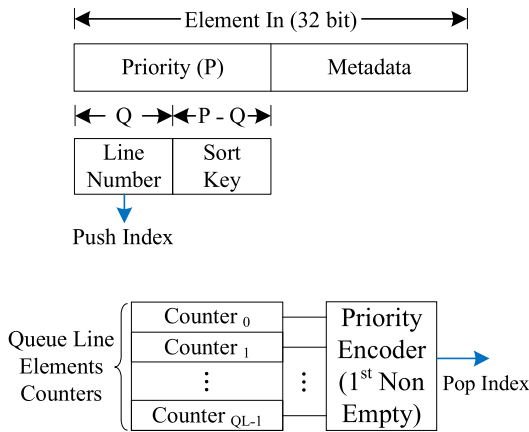 Element In (32 bit)
Priority (P)
Metadata
Q
P - Q
Line
Number
Sort
Key
Push Index
Queue Line
Elements
Counters
Counter 0
Counter 1
⋮
⋮
Counter QL-1
Priority
Encoder
(1st Non
Empty)
Pop Index